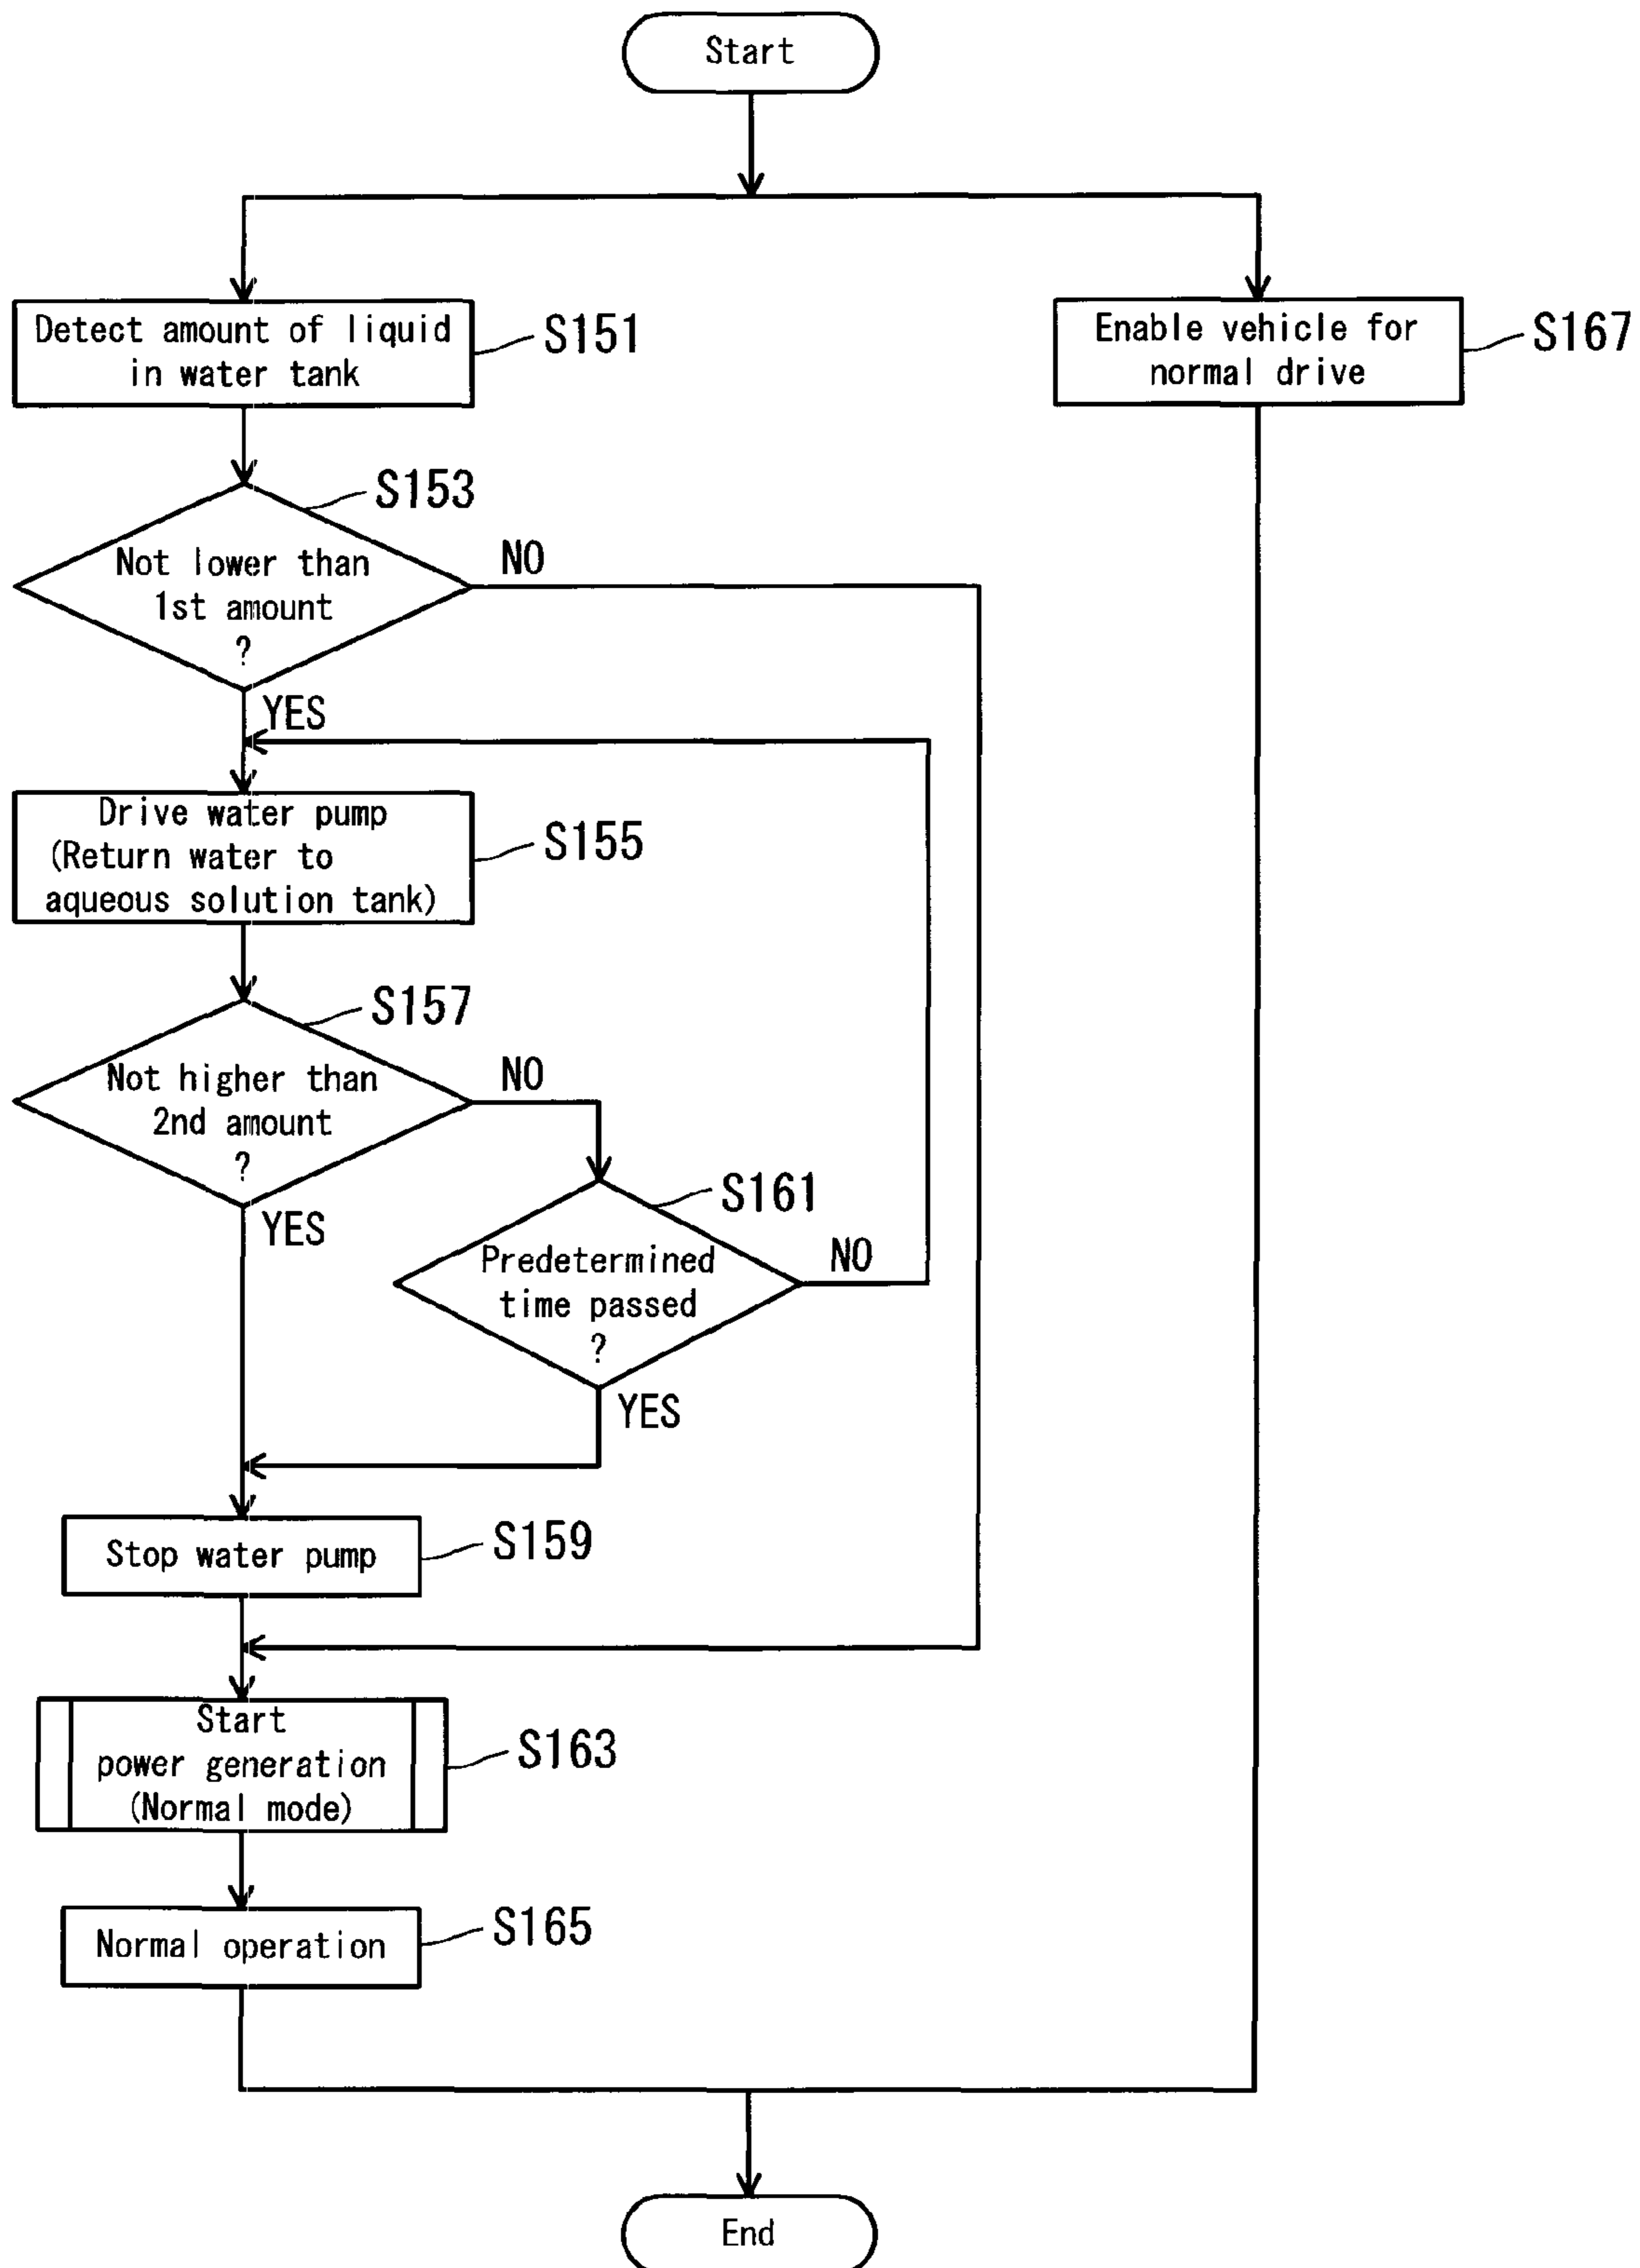 Start
Detect amount of liquid
in water tank
S151
Enable vehicle for
normal drive
S167
S153
Not lower than
1st amount
?
NO
YES
Drive water pump
(Return water to
aqueous solution tank)
S155
S157
Not higher than
2nd amount
?
NO
YES
S161
Predetermined
time passed
?
NO
YES
Stop water pump
S159
Start
power generation
(Normal mode)
S163
Normal operation
S165
End